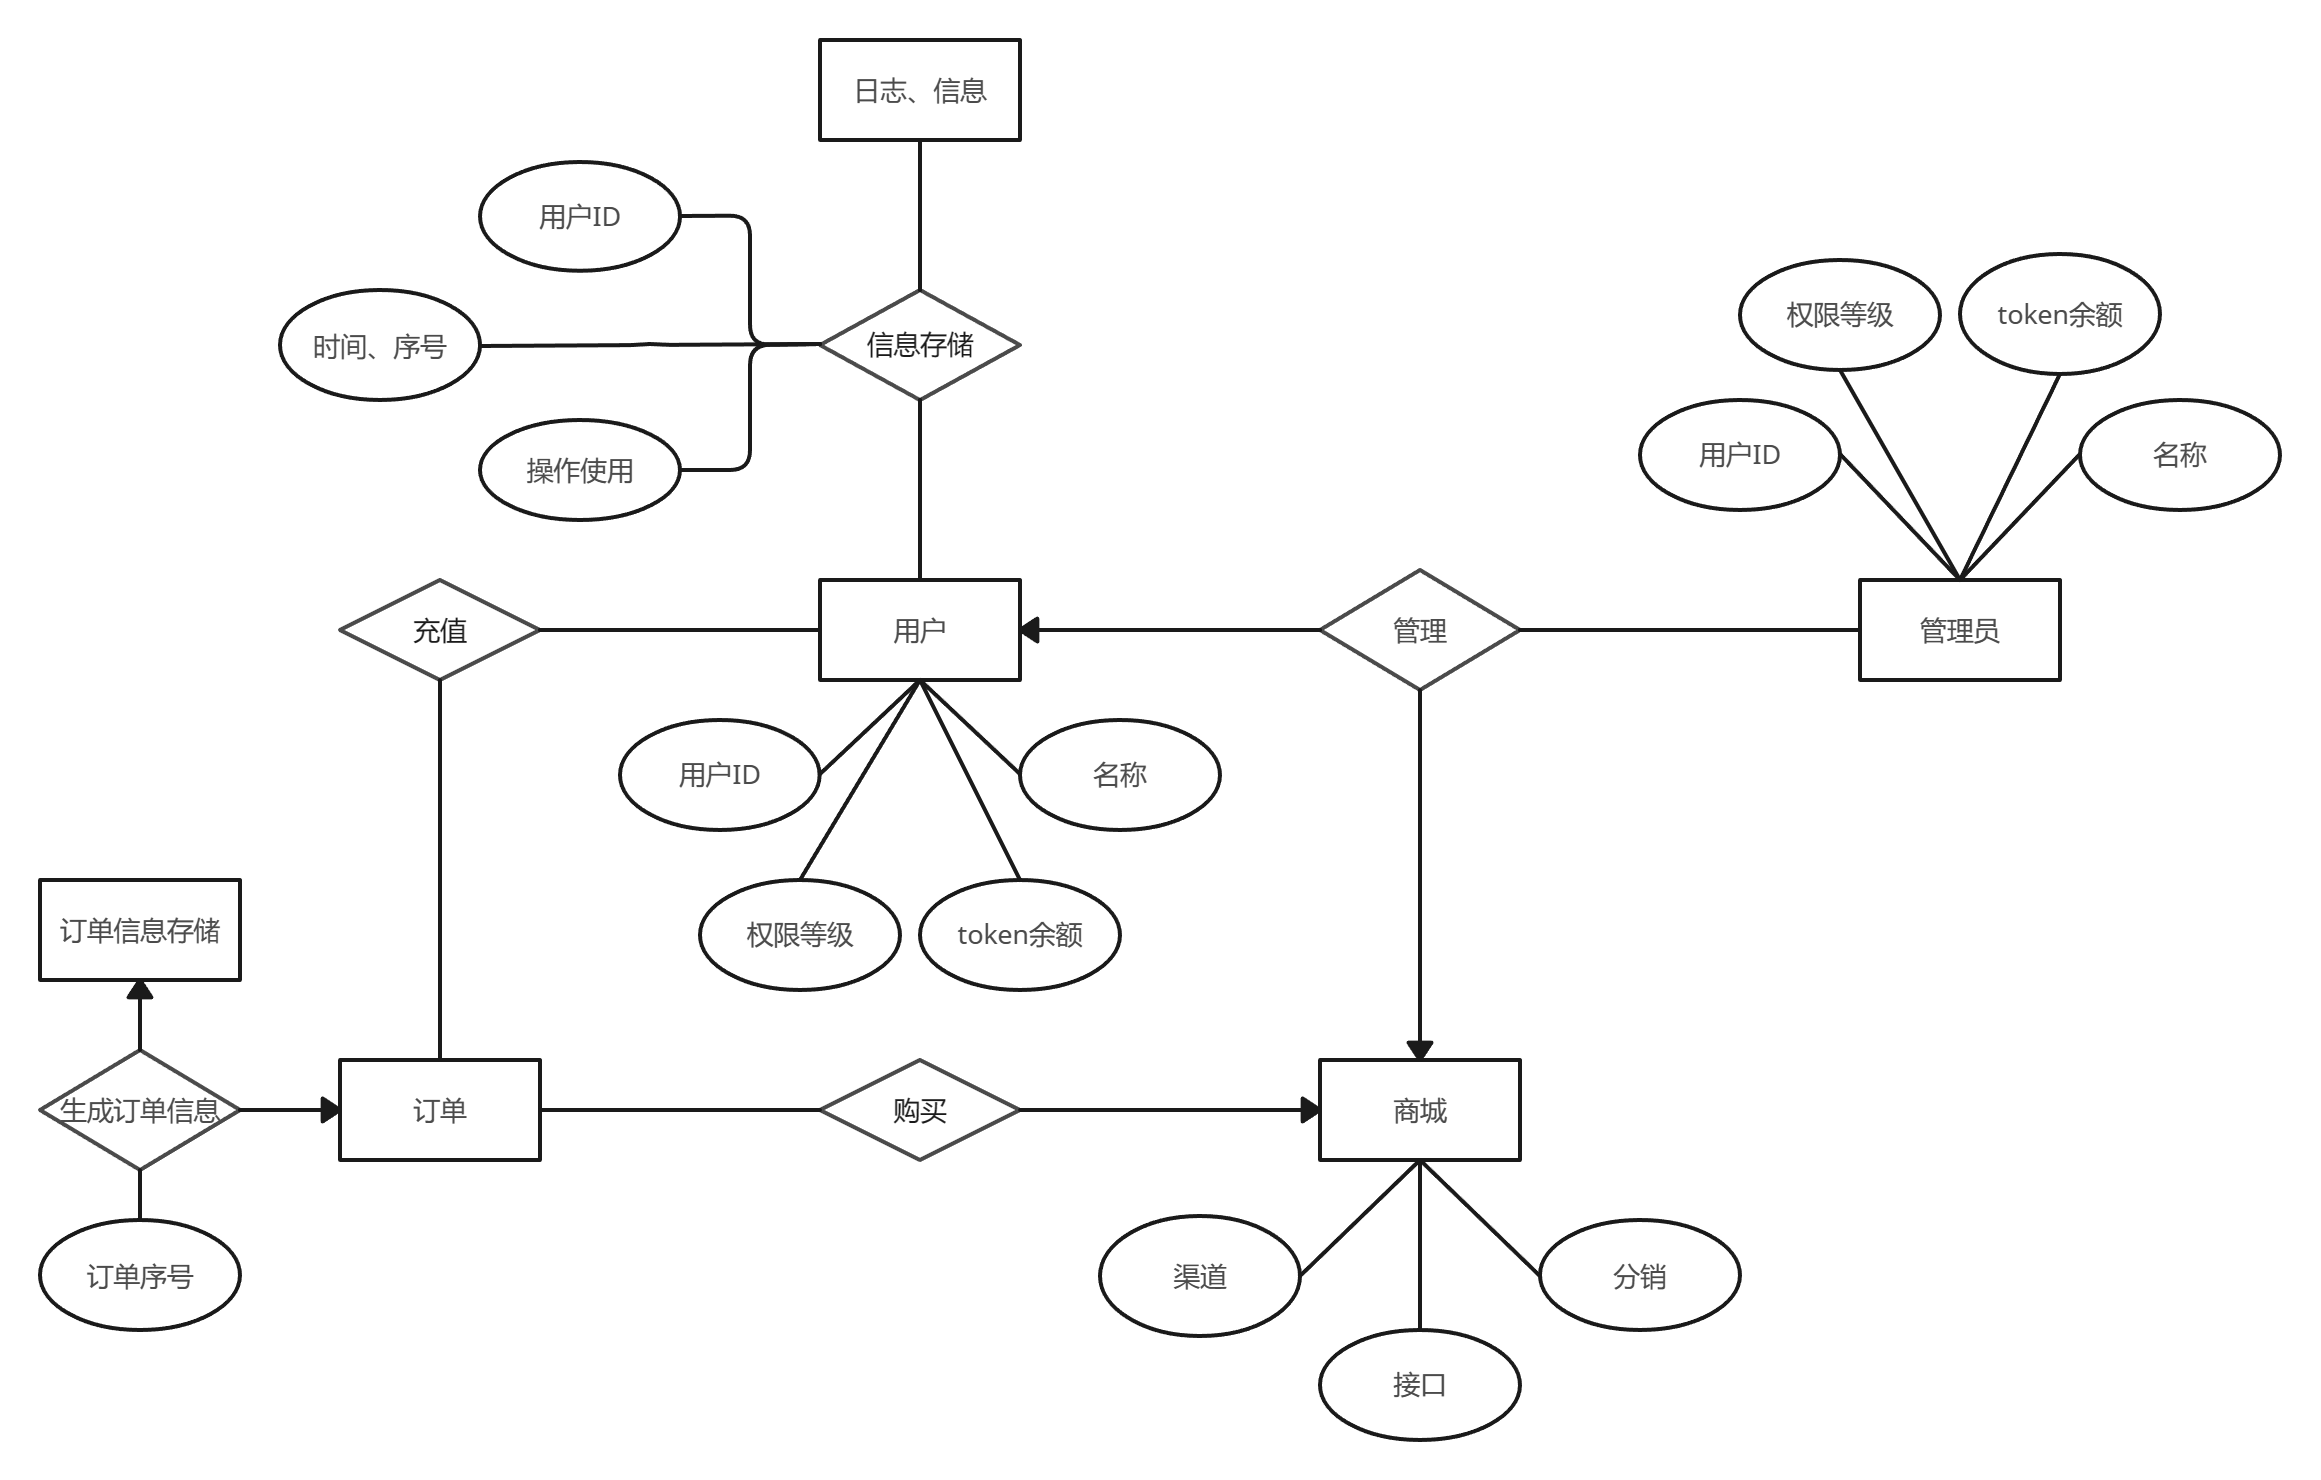 日志、信息
用户ID
时间、序号
信息存储
操作使用
权限等级
token余额
用户ID
名称
充值
用户
管理
管理员
用户ID
名称
权限等级
token余额
订单信息存储
生成订单信息
订单
购买
商城
订单序号
渠道
分销
接口